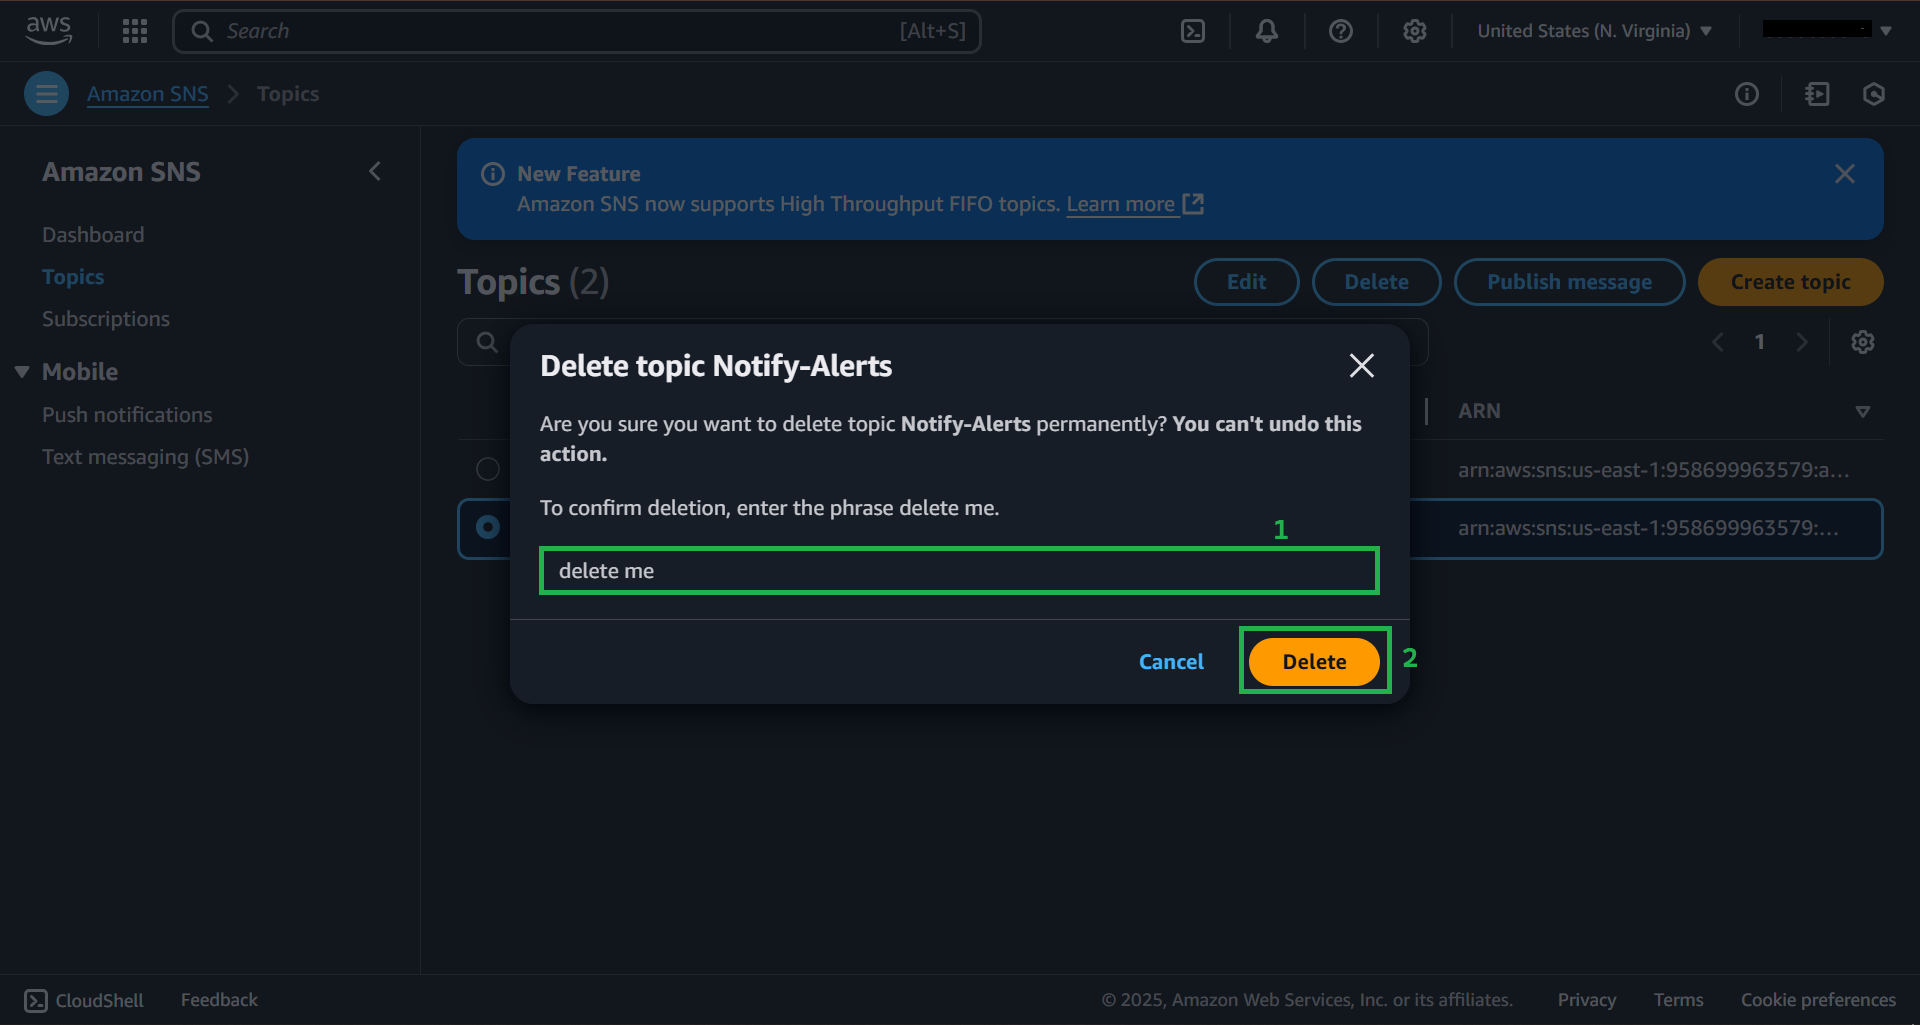 aws
Search [Alt+S]
United States (N. Virginia)
Amazon SNS > Topics
Amazon SNS
Dashboard
Topics
Subscriptions
Mobile
Push notifications
Text messaging (SMS)
New Feature
Amazon SNS now supports High Throughput FIFO topics. Learn more
Topics (2)
Edit
Delete
Publish message
Create topic
1
ARN
arn:aws:sns:us-east-1:958699963579:a...
arn:aws:sns:us-east-1:958699963579:...
Delete topic Notify-Alerts
Are you sure you want to delete topic Notify-Alerts permanently? You can't undo this
action.
To confirm deletion, enter the phrase delete me.
1
delete me
Cancel
Delete
2
CloudShell
Feedback
© 2025, Amazon Web Services, Inc. or its affiliates.
Privacy
Terms
Cookie preferences